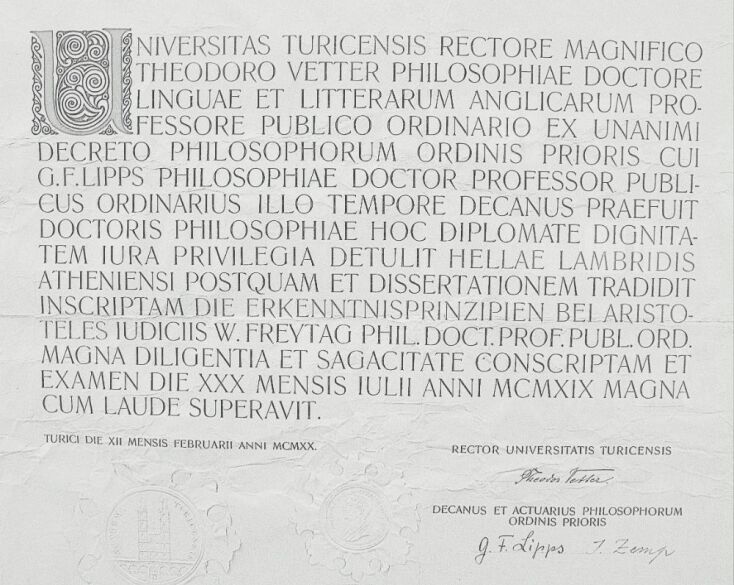 UNIVERSITAS TURICENSIS RECTORE MAGNIFICO
THEODORO VETTER PHILOSOPHIAE DOCTORE
LINGUAE ET LITTERARUM ANGLICARUM PRO-
FESSORE PUBLICO ORDINARIO EX UNANIMI
DECRETO PHILOSOPHORUM ORDINIS PRIORIS CUI
G.F.LIPPS PHILOSOPHIAE DOCTOR PROFESSOR PUBLI-
CUS ORDINARIUS ILLO TEMPORE DECANUS PRAEFUIT
DOCTORIS PHILOSOPHIAE HOC DIPLOMATE DIGNITA-
TEM IURA PRIVILEGIA DETULIT HELLAE LAMBRIDIS
ATHENIENSI POSTQUAM ET DISSERTATIONEM TRADIDIT
INSCRIPTAM DIE ERKENNTNISPRINZIPIEN BEI ARISTO-
TELES IUDICIIS W. FREYTAG PHIL. DOCT. PROF. PUBL. ORD.
MAGNA DILIGENTIA ET SAGACITATE CONSCRIPTAM ET
EXAMEN DIE XXX MENSIS IULII ANNI MCMXIX MAGNA
CUM LAUDE SUPERAVIT.
TURICI DIE XII MENSIS FEBRUARII ANNI MCMXX.
RECTOR UNIVERSITATIS TURICENSIS
Theodor Vetter
DECANUS ET ACTUARIUS PHILOSOPHORUM
ORDINIS PRIORIS
G. F. Lipps J. Zemp